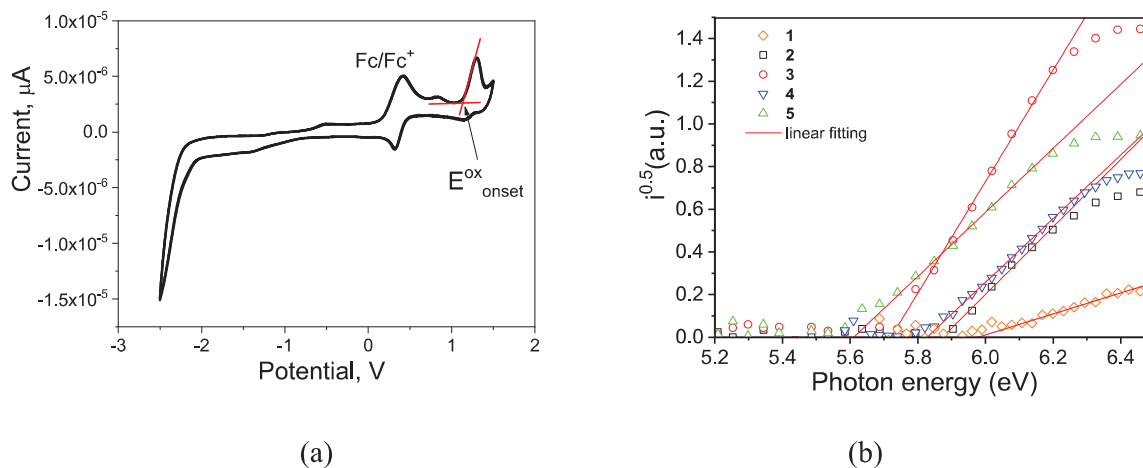 1.0x10⁻⁵
5.0x10⁻⁶
0.0
-5.0x10⁻⁶
-1.0x10⁻⁵
-1.5x10⁻⁵
Current, μA
Fc/Fc⁺
E^ox_onset
-3 -2 -1 0 1 2
Potential, V
(a)
1.4
1.2
1.0
0.8
0.6
0.4
0.2
0.0
i^0.5(a.u.)
1
2
3
4
5
linear fitting
5.2 5.4 5.6 5.8 6.0 6.2 6.4
Photon energy (eV)
(b)